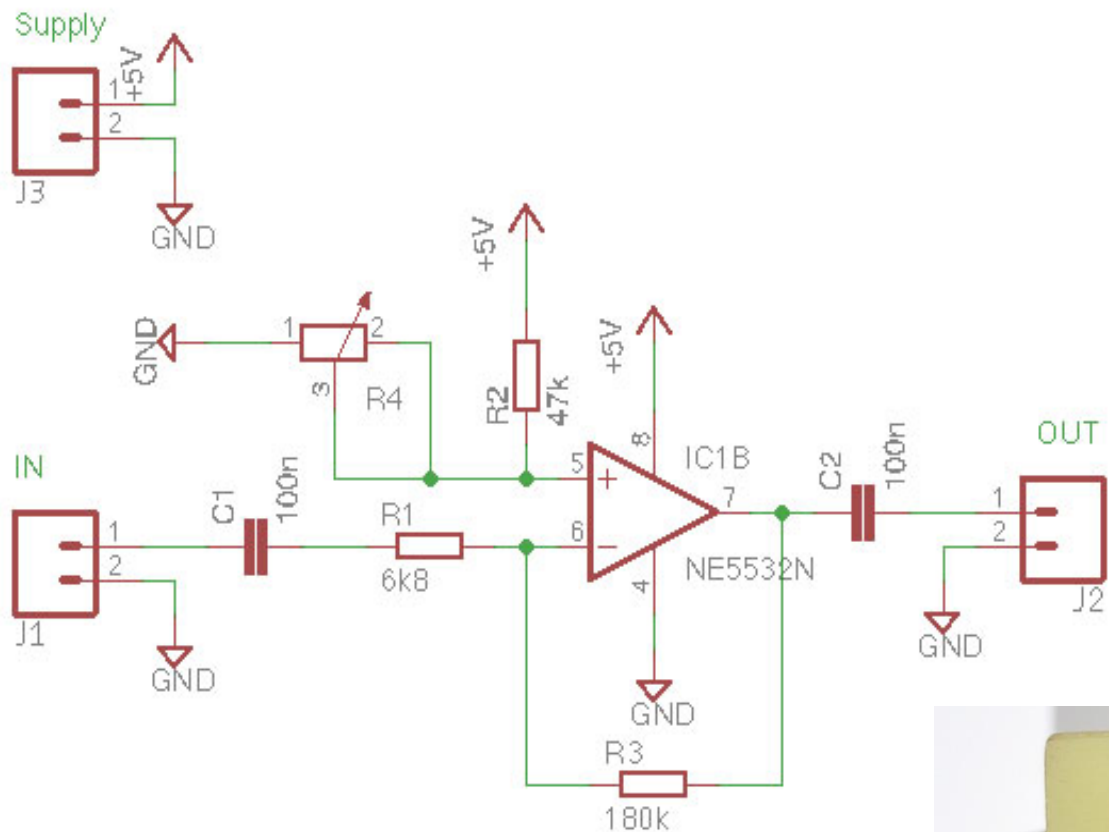 Supply
+5V
1
2
J3
GND
+5V
+5V
GND
1
2
3
R4
R2
47k
IN
C1
100n
R1
6k8
1
2
J1
GND
5
6
8
4
7
IC1B
NE5532N
GND
C2
100n
OUT
1
2
J2
GND
R3
180k